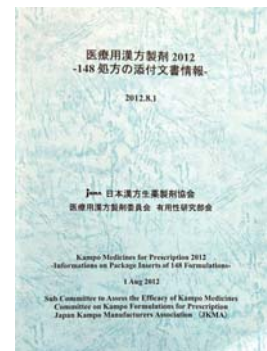 医療用漢方製剤 2012
-148 処方の添付文書情報-
2012.8.1
JKMA 日本漢方生薬製剤協会
医療用漢方製剤委員会 有用性研究部会
Kampo Medicines for Prescription 2012
-Informations on Package Inserts of 148 Formulations-
1 Aug 2012
Sub Committee to Assess the Efficacy of Kampo Medicines
Committee on Kampo Formulations for Prescription
Japan Kampo Manufacturers Association (JKMA)